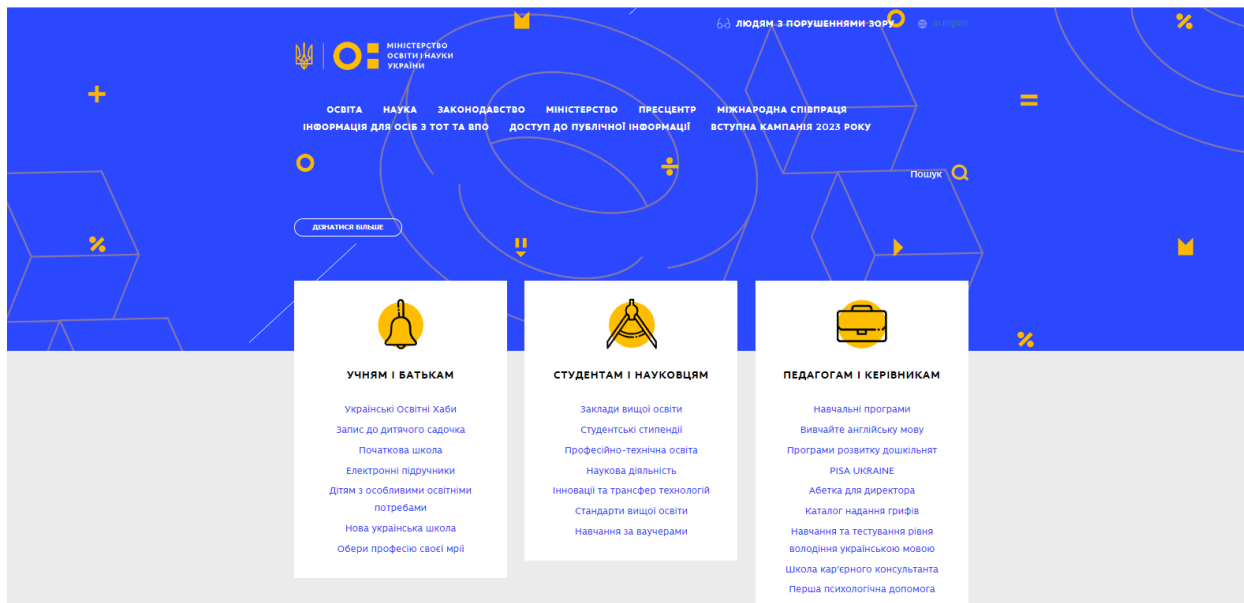 ЛЮДЯМ З ПОРУШЕННЯМИ ЗОРУ
In English
МІНІСТЕРСТВО
ОСВІТИ І НАУКИ
УКРАЇНИ
ОСВІТА НАУКА ЗАКОНОДАВСТВО МІНІСТЕРСТВО ПРЕСЦЕНТР МІЖНАРОДНА СПІВПРАЦЯ
ІНФОРМАЦІЯ ДЛЯ ОСІБ З ТОТ ТА ВПО ДОСТУП ДО ПУБЛІЧНОЇ ІНФОРМАЦІЇ ВСТУПНА КАМПАНІЯ 2023 РОКУ
Пошук
ДІЗНАТИСЯ БІЛЬШЕ
УЧНЯМ І БАТЬКАМ
Українські Освітні Хаби
Запис до дитячого садочка
Початкова школа
Електронні підручники
Дітям з особливими освітніми
потребами
Нова українська школа
Обери професію своєї мрії
СТУДЕНТАМ І НАУКОВЦЯМ
Заклади вищої освіти
Студентські стипендії
Професійно-технічна освіта
Наукова діяльність
Інновації та трансфер технологій
Стандарти вищої освіти
Навчання за ваучерами
ПЕДАГОГАМ І КЕРІВНИКАМ
Навчальні програми
Вивчайте англійську мову
Програми розвитку дошкільнят
PISA UKRAINE
Абетка для директора
Каталог надання грифів
Навчання та тестування рівня
володіння українською мовою
Школа кар'єрного консультанта
Перша психологічна допомога